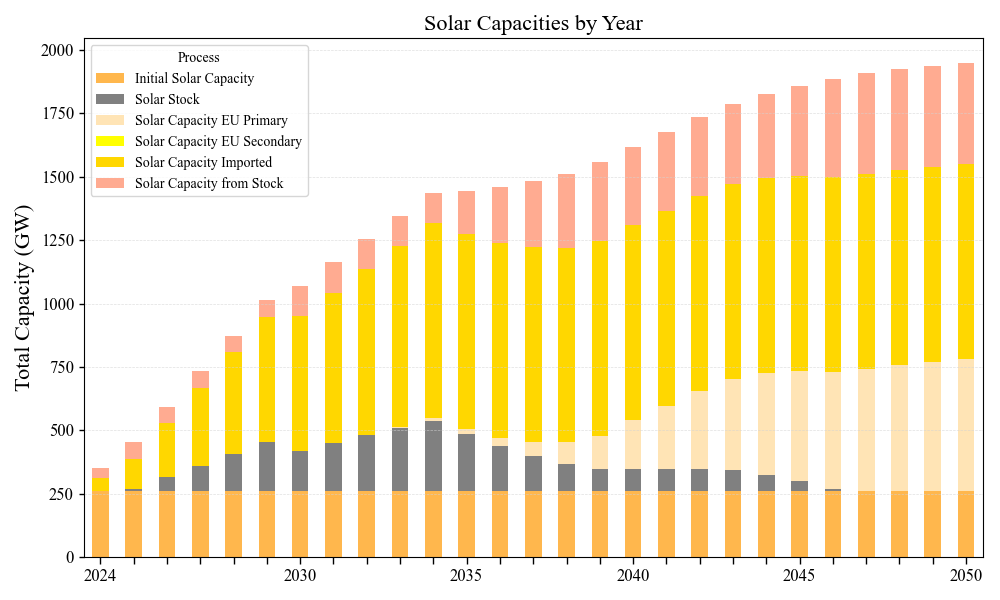 Solar Capacities by Year
Total Capacity (GW)
2000
1750
1500
1250
1000
750
500
250
0
Process
Initial Solar Capacity
Solar Stock
Solar Capacity EU Primary
Solar Capacity EU Secondary
Solar Capacity Imported
Solar Capacity from Stock
2024 2030 2035 2040 2045 2050